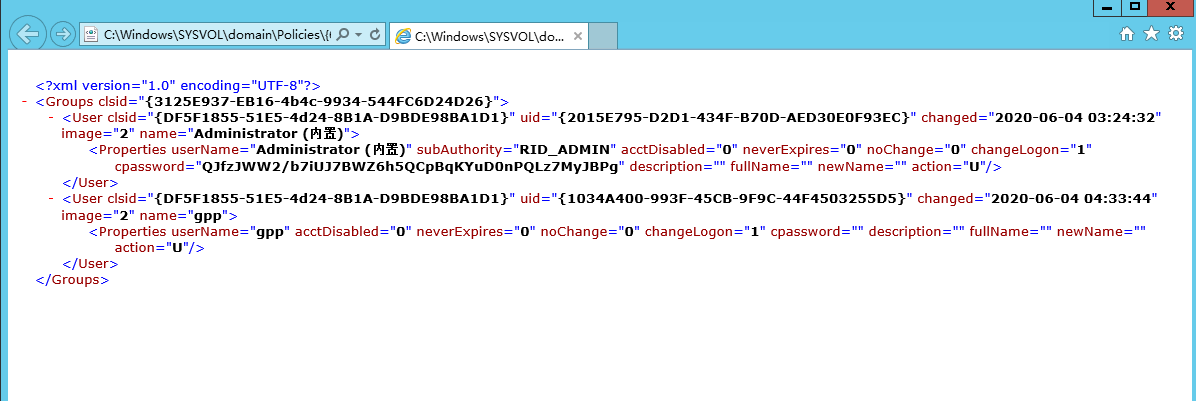 C:\Windows\SYSVOL\domain\Policies\{ C:\Windows\SYSVOL\do...
<?xml version="1.0" encoding="UTF-8"?>
- <Groups clsid="{3125E937-EB16-4b4c-9934-544FC6D24D26}">
- <User clsid="{DF5F1855-51E5-4d24-8B1A-D9BDE98BA1D1}" uid="{2015E795-D2D1-434F-B70D-AED30E0F93EC}" changed="2020-06-04 03:24:32"
image="2" name="Administrator (内置)">
<Properties userName="Administrator (内置)" subAuthority="RID_ADMIN" acctDisabled="0" neverExpires="0" noChange="0" changeLogon="1"
cpassword="QJfzJWW2/b7iUJ7BWZ6h5QCpBqKYuD0nPQLz7MyJBPg" description="" fullName="" newName="" action="U"/>
</User>
- <User clsid="{DF5F1855-51E5-4d24-8B1A-D9BDE98BA1D1}" uid="{1034A400-993F-45CB-9F9C-44F4503255D5}" changed="2020-06-04 04:33:44"
image="2" name="gpp">
<Properties userName="gpp" acctDisabled="0" neverExpires="0" noChange="0" changeLogon="1" cpassword="" description="" fullName="" newName=""
action="U"/>
</User>
</Groups>